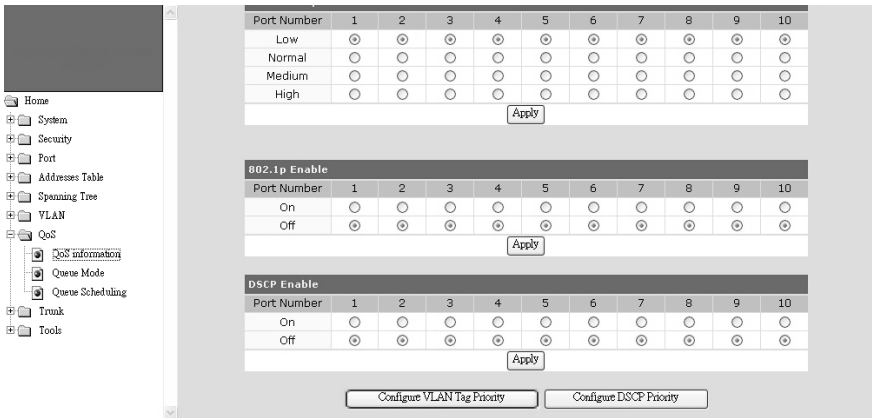 Home
System
Security
Port
Addresses Table
Spanning Tree
VLAN
QoS
QoS information
Queue Mode
Queue Scheduling
Trunk
Tools
Port Number 1 2 3 4 5 6 7 8 9 10
Low
Normal
Medium
High
Apply
802.1p Enable
Port Number 1 2 3 4 5 6 7 8 9 10
On
Off
Apply
DSCP Enable
Port Number 1 2 3 4 5 6 7 8 9 10
On
Off
Apply
Configure VLAN Tag Priority Configure DSCP Priority